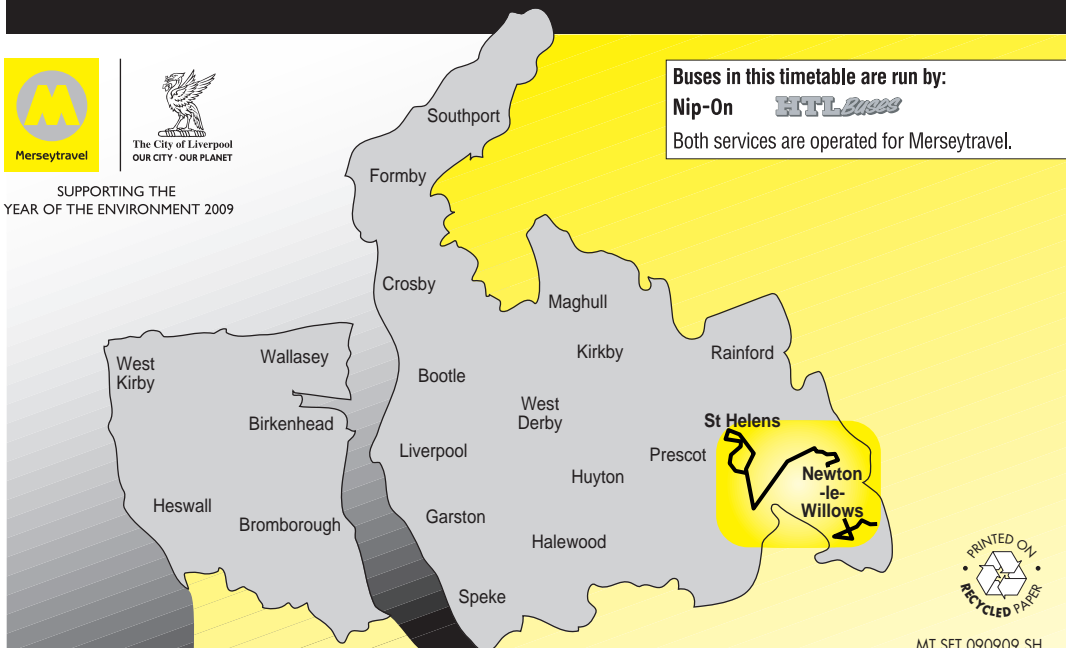 Merseytravel
The City of Liverpool
OUR CITY · OUR PLANET
SUPPORTING THE
YEAR OF THE ENVIRONMENT 2009
Buses in this timetable are run by:
Nip-On HTL Buses
Both services are operated for Merseytravel.
Southport
Formby
Crosby
Maghull
Kirkby
Rainford
West
Kirby
Wallasey
Bootle
West
Derby
Birkenhead
St Helens
Liverpool
Prescot
Huyton
Newton
-le-
Willows
Heswall
Bromborough
Garston
Halewood
Speke
PRINTED ON
RECYCLED PAPER
MT SET 090909 SH